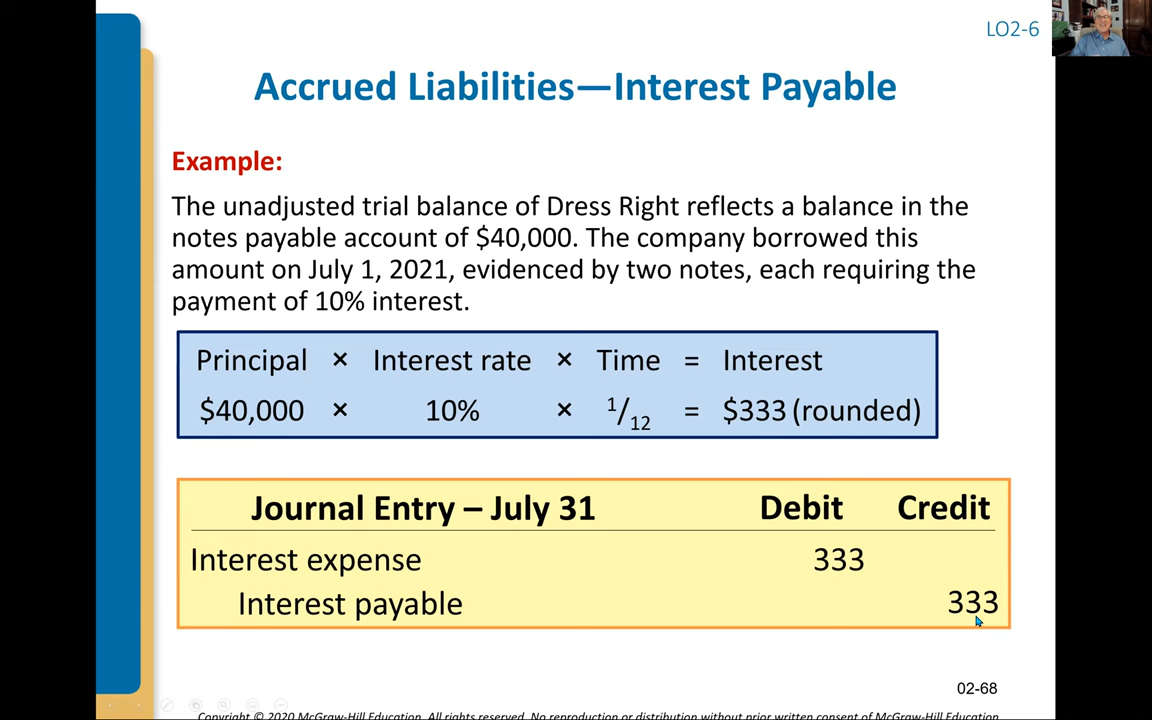 LO2-6
Accrued Liabilities—Interest Payable
Example:
The unadjusted trial balance of Dress Right reflects a balance in the
notes payable account of $40,000. The company borrowed this
amount on July 1, 2021, evidenced by two notes, each requiring the
payment of 10% interest.
Principal × Interest rate × Time = Interest
$40,000 × 10% × 1/12 = $333 (rounded)
Journal Entry – July 31 Debit Credit
Interest expense 333
Interest payable 333
02-68
Copyright © 2020 McGraw-Hill Education. All rights reserved. No reproduction or distribution without prior written consent of McGraw-Hill Education